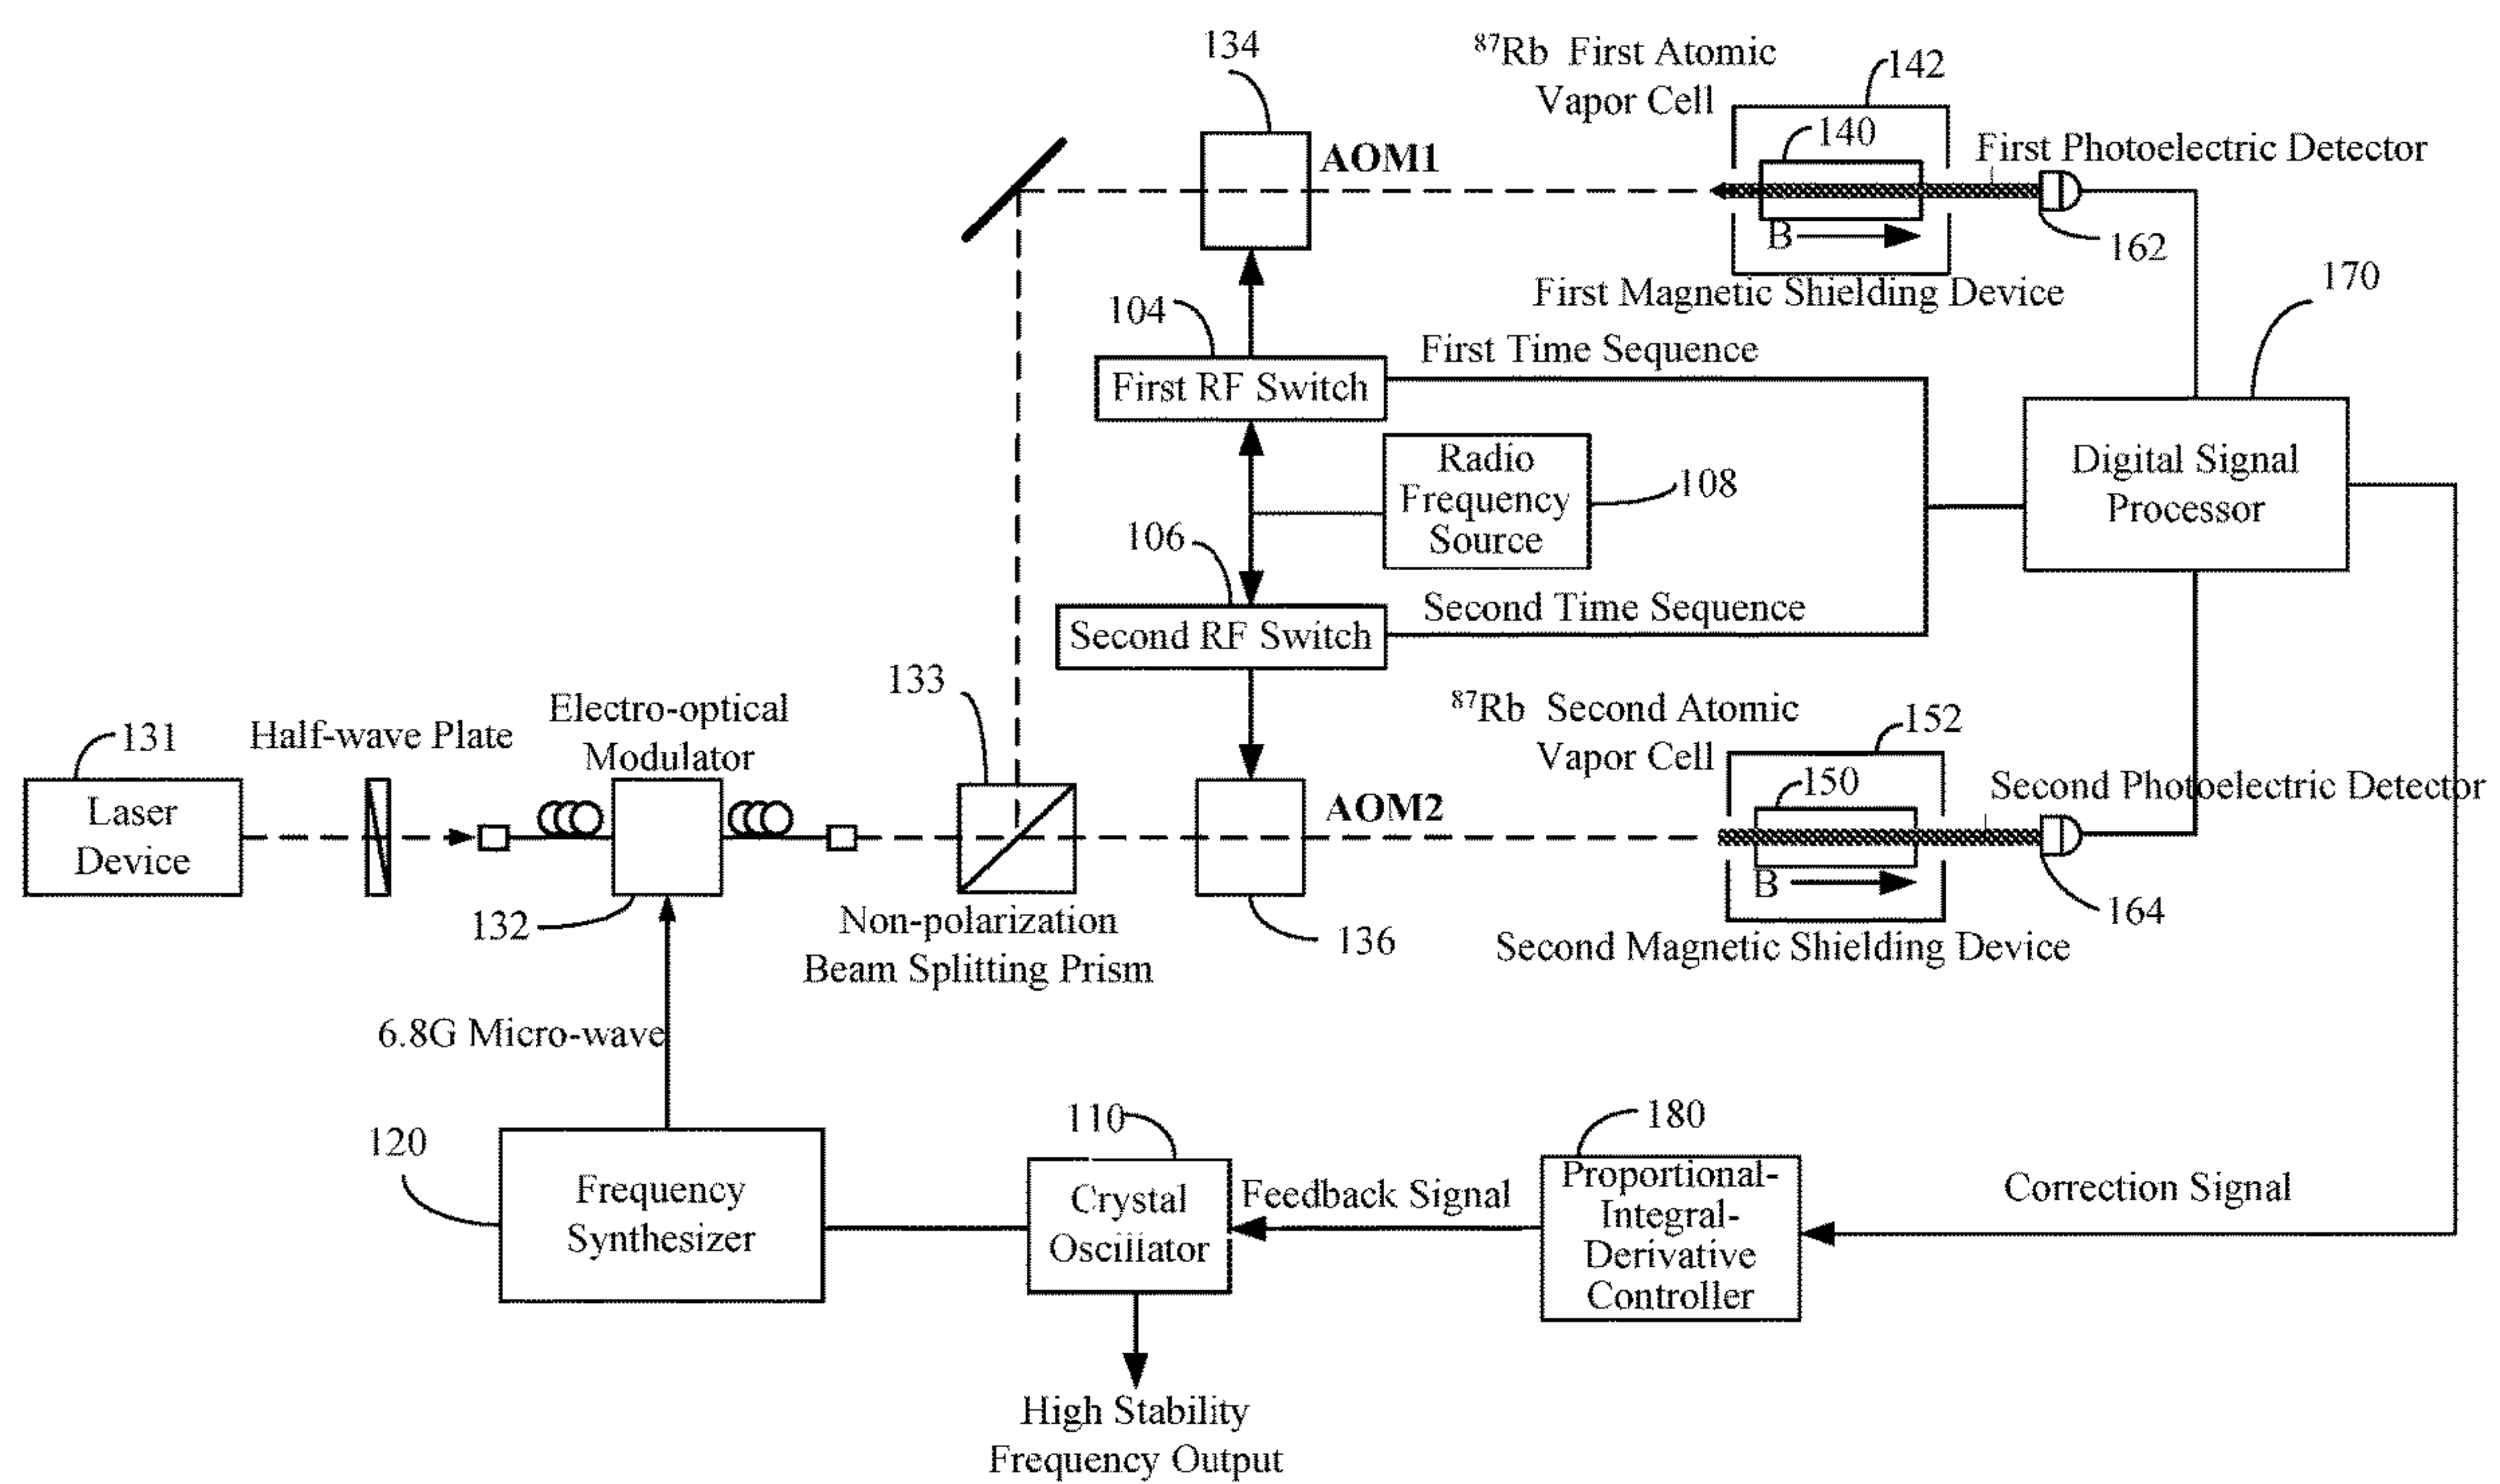 134
⁸⁷Rb First Atomic
Vapor Cell
142
140
First Photoelectric Detector
AOM1
B
162
First Magnetic Shielding Device
170
104
First Time Sequence
First RF Switch
Radio
Frequency
Source
108
Digital Signal
Processor
106
Second Time Sequence
Second RF Switch
133
⁸⁷Rb Second Atomic
Vapor Cell
152
150
Second Photoelectric Detector
131
Half-wave Plate
Electro-optical
Modulator
Laser
Device
AOM2
B
164
132
Non-polarization
Beam Splitting Prism
136
Second Magnetic Shielding Device
6.8G Micro-wave
120
110
180
Frequency
Synthesizer
Crystal
Oscillator
Feedback Signal
Proportional-
Integral-
Derivative
Controller
Correction Signal
High Stability
Frequency Output